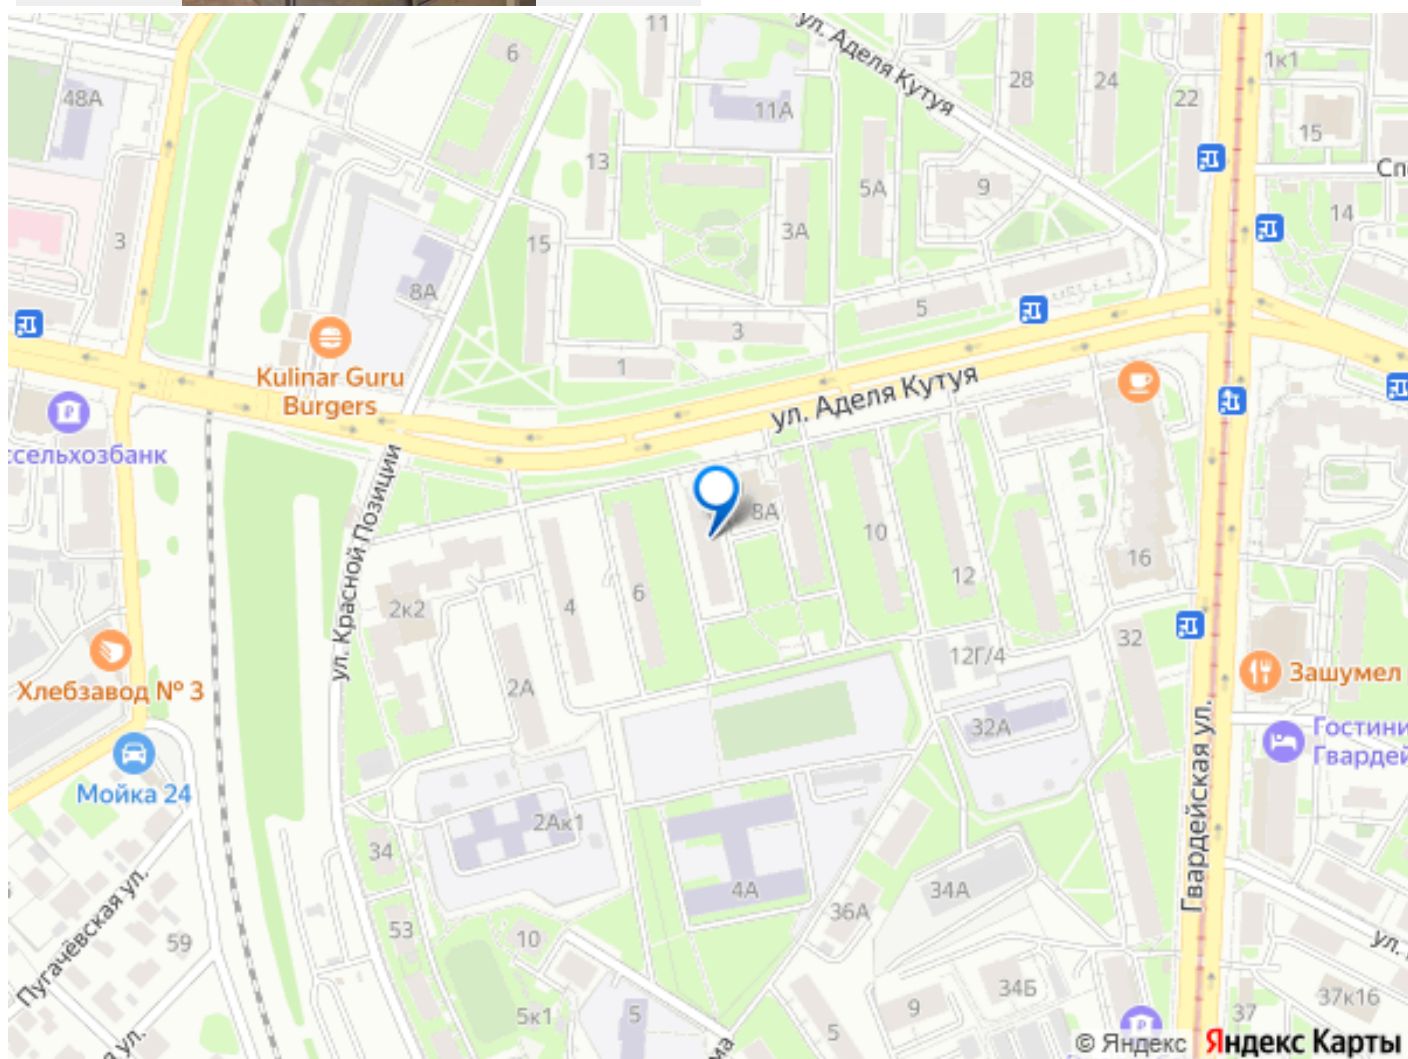 11
ул. Аделя Кутуя
6
48А
11А
28
24
22
1к1
15
13
5А
9
Сп
3
15
3А
14
8А
5
3
1
Kulinar Guru
Burgers
ул. Аделя Кутуя
ссельхозбанк
ул. Красной Позиции
8А
10
12
16
2к2
4
6
32
12Г/4
2А
Хлебзавод № 3
Зашумел
32А
Гостини
Гвардей
Мойка 24
Гвардейская ул.
2Ак1
34
4А
34А
36А
Пугачёвская ул.
59
53
10
ул.
34Б
37к16
9
37
5к1
5
5
ул.
ма
© Яндекс Яндекс Карты